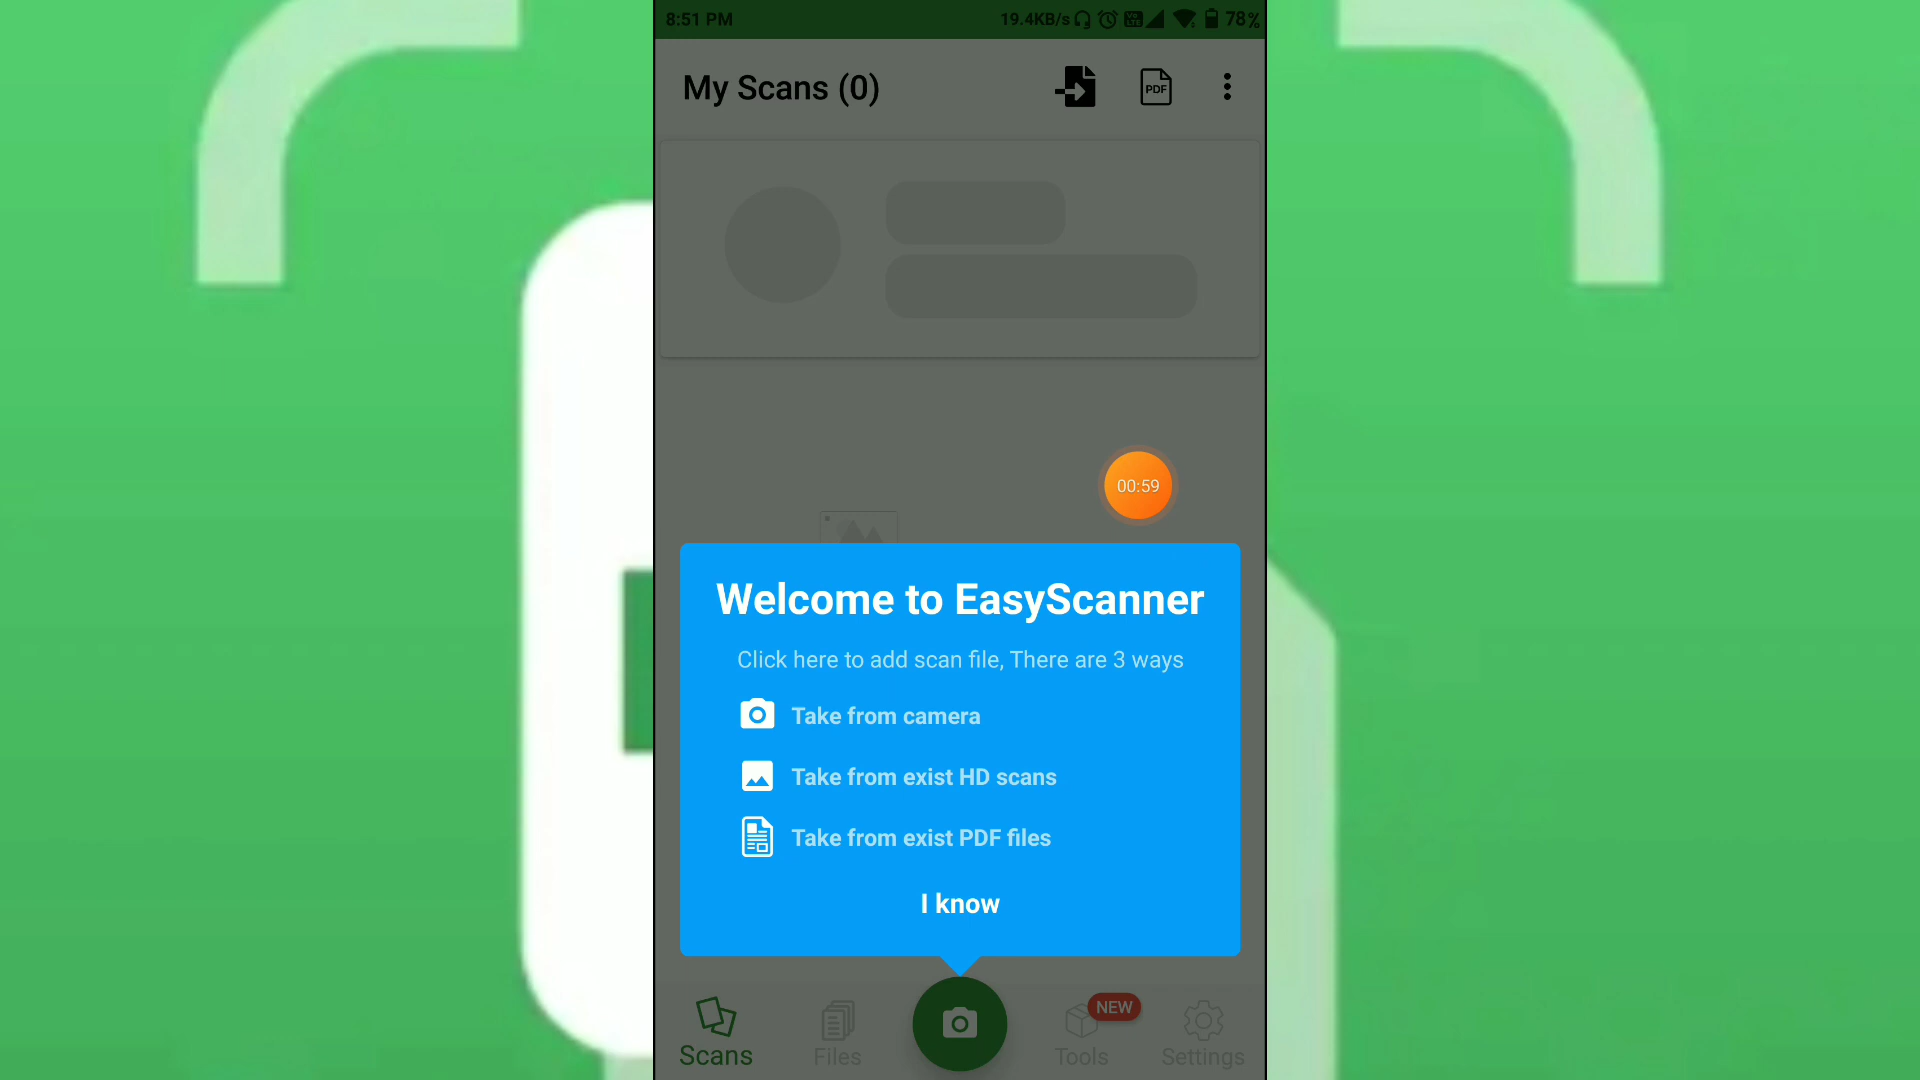 8:51 PM 19.4KB/s 78%
My Scans (0)
PDF
00:59
Welcome to EasyScanner
Click here to add scan file, There are 3 ways
Take from camera
Take from exist HD scans
Take from exist PDF files
I know
NEW
Scans Files Tools Settings